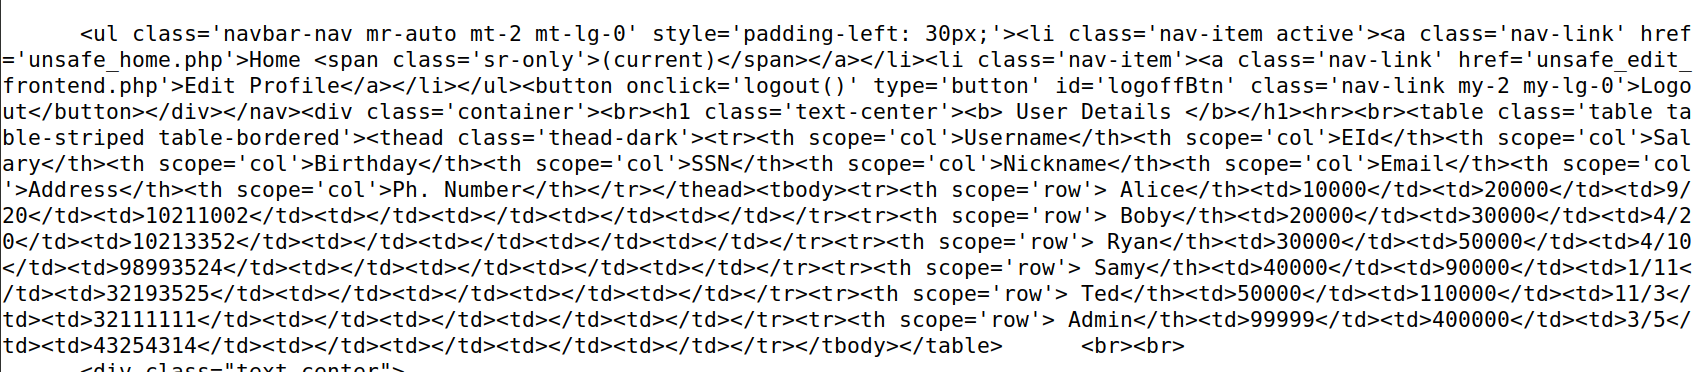 <ul class='navbar-nav mr-auto mt-2 mt-lg-0' style='padding-left: 30px;'><li class='nav-item active'><a class='nav-link' href
='unsafe_home.php'>Home <span class='sr-only'>(current)</span></a></li><li class='nav-item'><a class='nav-link' href='unsafe_edit_
frontend.php'>Edit Profile</a></li></ul><button onclick='logout()' type='button' id='logoffBtn' class='nav-link my-2 my-lg-0'>Logo
ut</button></div></nav><div class='container'><br><h1 class='text-center'><b> User Details </b></h1><hr><br><table class='table ta
ble-striped table-bordered'><thead class='thead-dark'><tr><th scope='col'>Username</th><th scope='col'>EId</th><th scope='col'>Sal
ary</th><th scope='col'>Birthday</th><th scope='col'>SSN</th><th scope='col'>Nickname</th><th scope='col'>Email</th><th scope='col
'>Address</th><th scope='col'>Ph. Number</th></tr></thead><tbody><tr><th scope='row'> Alice</th><td>10000</td><td>20000</td><td>9/
20</td><td>10211002</td><td></td><td></td><td></td><td></td></tr><tr><th scope='row'> Boby</th><td>20000</td><td>30000</td><td>4/2
0</td><td>10213352</td><td></td><td></td><td></td><td></td></tr><tr><th scope='row'> Ryan</th><td>30000</td><td>50000</td><td>4/10
</td><td>98993524</td><td></td><td></td><td></td><td></td></tr><tr><th scope='row'> Samy</th><td>40000</td><td>90000</td><td>1/11<
/td><td>32193525</td><td></td><td></td><td></td><td></td></tr><tr><th scope='row'> Ted</th><td>50000</td><td>110000</td><td>11/3</
td><td>32111111</td><td></td><td></td><td></td><td></td></tr><tr><th scope='row'> Admin</th><td>99999</td><td>400000</td><td>3/5</
td><td>43254314</td><td></td><td></td><td></td><td></td></tr></tbody></table>      <br><br>
<div class="text-center">